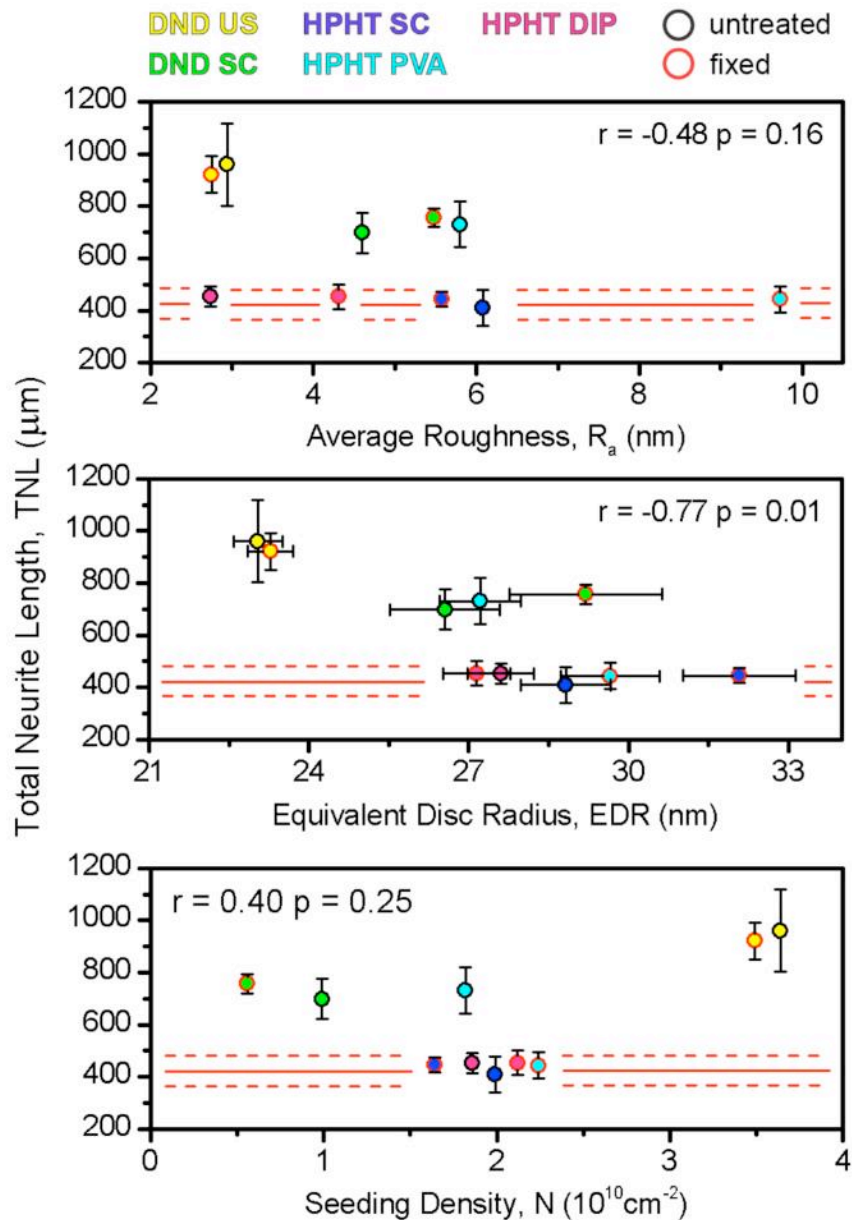 DND US HPHT SC HPHT DIP untreated
DND SC HPHT PVA fixed
1200
1000
800
600
400
200
r = -0.48 p = 0.16
2 4 6 8 10
Average Roughness, Rₐ (nm)
Total Neurite Length, TNL (μm)
1200
1000
800
600
400
200
r = -0.77 p = 0.01
21 24 27 30 33
Equivalent Disc Radius, EDR (nm)
1200
1000
800
600
400
200
r = 0.40 p = 0.25
0 1 2 3 4
Seeding Density, N (10¹⁰cm⁻²)